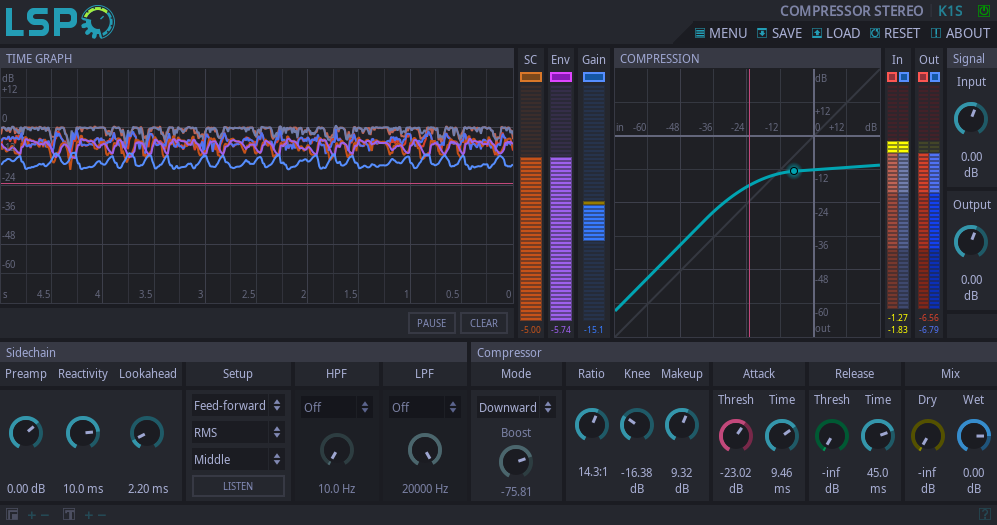 LSP
COMPRESSOR STEREO K1S
MENU SAVE LOAD RESET ABOUT
TIME GRAPH
SC Env Gain
COMPRESSION
In Out
Signal
dB
+12
0
-24
-36
-48
-60
s 4.5 4 3.5 3 2.5 2 1.5 1 0.5 0
PAUSE CLEAR
-5.00 -5.74 -15.1
dB
+12
in -60 -48 -36 -24 -12 0 +12 dB
-12
-24
-36
-48
-60
out
-1.27 -6.56
-1.83 -6.79
Input
0.00
dB
Output
0.00
dB
Sidechain
Preamp Reactivity Lookahead Setup HPF LPF
Feed-forward
RMS
Middle
LISTEN
Off Off
0.00 dB 10.0 ms 2.20 ms 10.0 Hz 20000 Hz
Compressor
Mode Ratio Knee Makeup Attack Release Mix
Downward
Boost
-75.81
Thresh Time Thresh Time Dry Wet
14.3:1 -16.38 dB 9.32 dB -23.02 dB 9.46 ms -inf dB 45.0 ms -inf dB 0.00 dB
+ − T + − ?